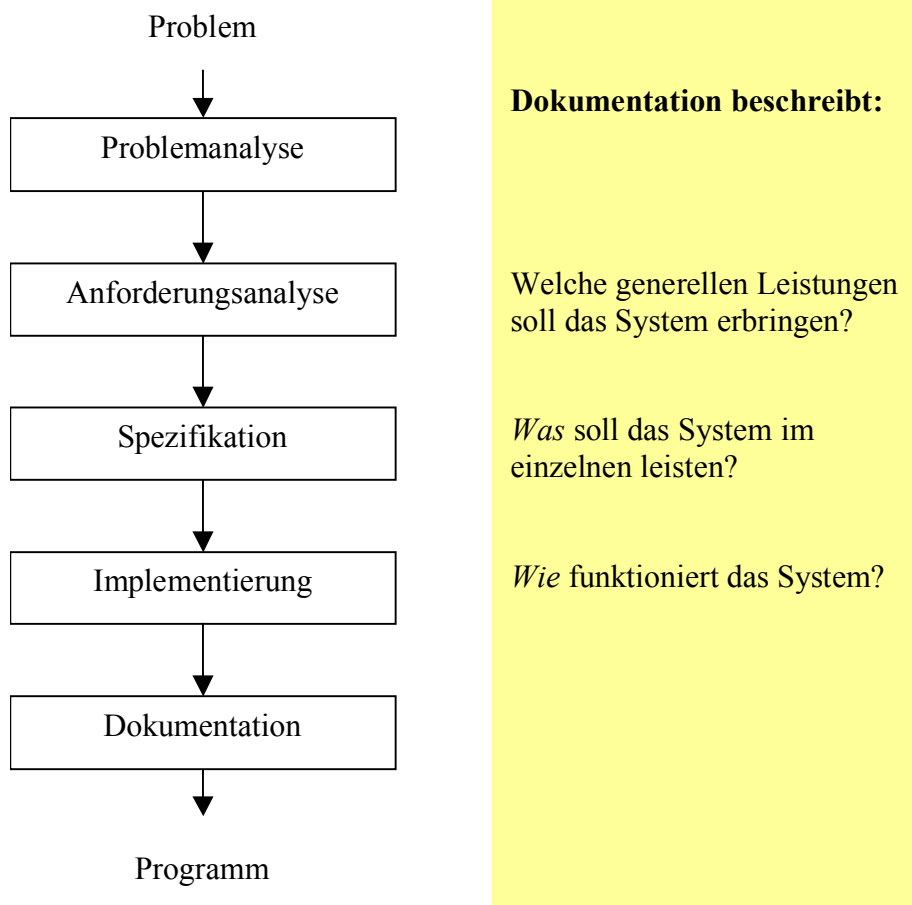 Problem
Dokumentation beschreibt:
Problemanalyse
Anforderungsanalyse
Welche generellen Leistungen
soll das System erbringen?
Spezifikation
Was soll das System im
einzelnen leisten?
Implementierung
Wie funktioniert das System?
Dokumentation
Programm